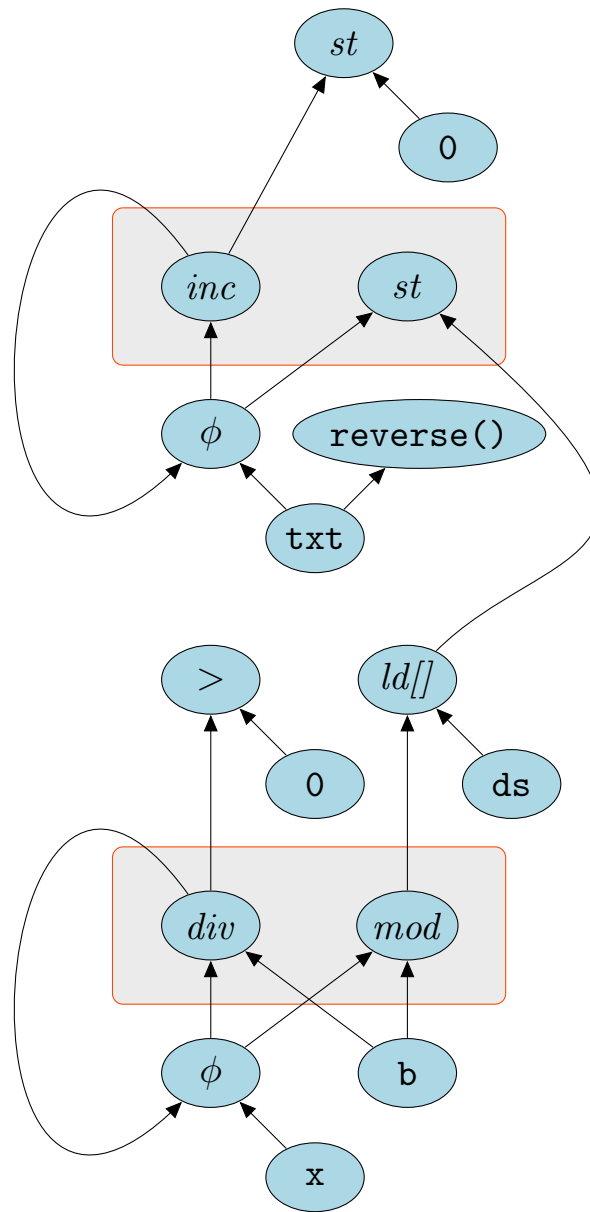 st
0
inc st
ϕ reverse()
txt
> ld[]
0 ds
div mod
ϕ b
x